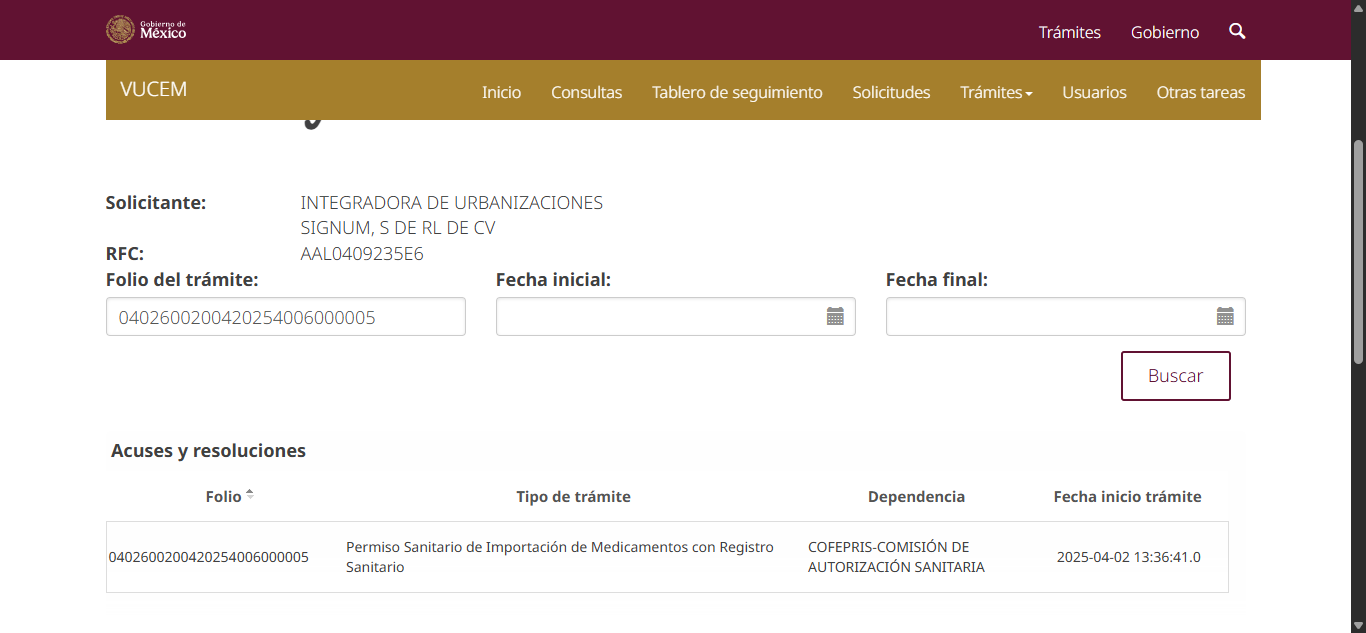 Gobierno de
México
Trámites
Gobierno
VUCEM
Inicio
Consultas
Tablero de seguimiento
Solicitudes
Trámites
Usuarios
Otras tareas
Solicitante:
INTEGRADORA DE URBANIZACIONES
SIGNUM, S DE RL DE CV
RFC:
AAL0409235E6
Folio del trámite:
Fecha inicial:
Fecha final:
0402600200420254006000005
Buscar
Acuses y resoluciones
Folio
Tipo de trámite
Dependencia
Fecha inicio trámite
0402600200420254006000005
Permiso Sanitario de Importación de Medicamentos con Registro
Sanitario
COFEPRIS-COMISIÓN DE
AUTORIZACIÓN SANITARIA
2025-04-02 13:36:41.0